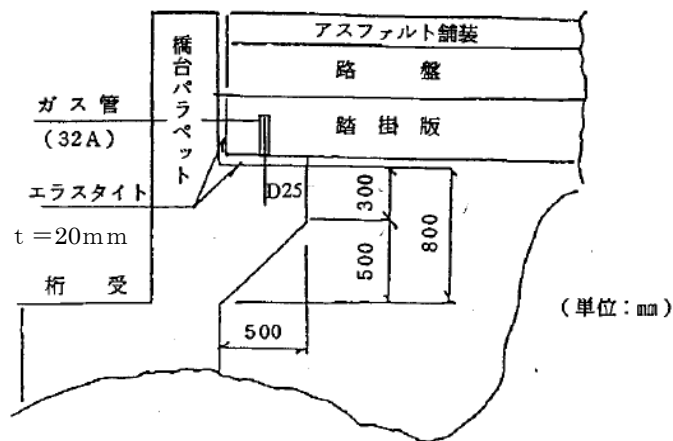 アスファルト舗装
路 盤
踏 掛 版
橋台パラペット
ガ ス 管
(32A)
エラスタイト
t=20mm
D25
300
500
800
桁 受
500
(単位:㎜)